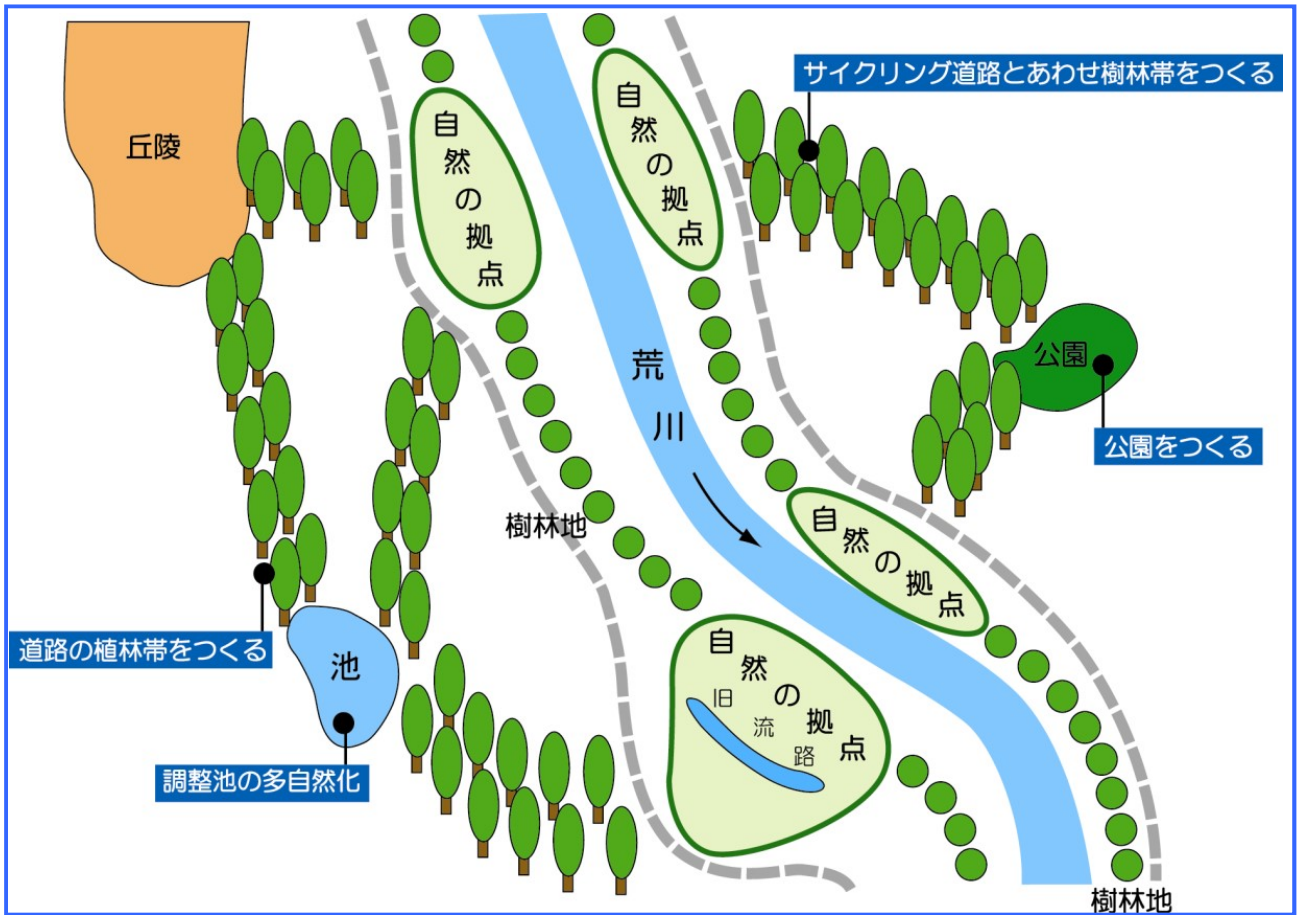 サイクリング道路とあわせ樹林帯をつくる
丘陵
自然の拠点
自然の拠点
荒川
公園
公園をつくる
樹林地
自然の拠点
道路の植林帯をつくる
池
自然の拠点
旧流路
調整池の多自然化
樹林地